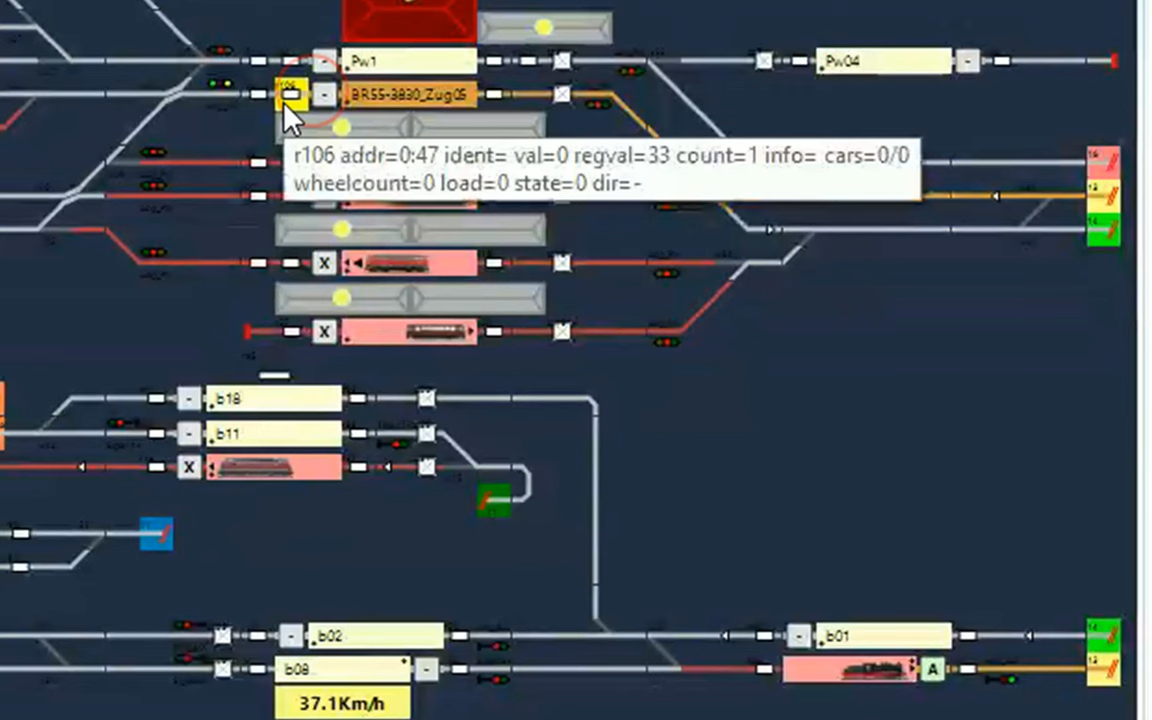 Pw1
Pw04
r106
BR55-3830_Zug05
r106 addr=0:47 ident= val=0 regval=33 count=1 info= cars=0/0
wheelcount=0 load=0 state=0 dir=-
X
X
b18
b11
X
b02
b01
b08
A
37.1Km/h